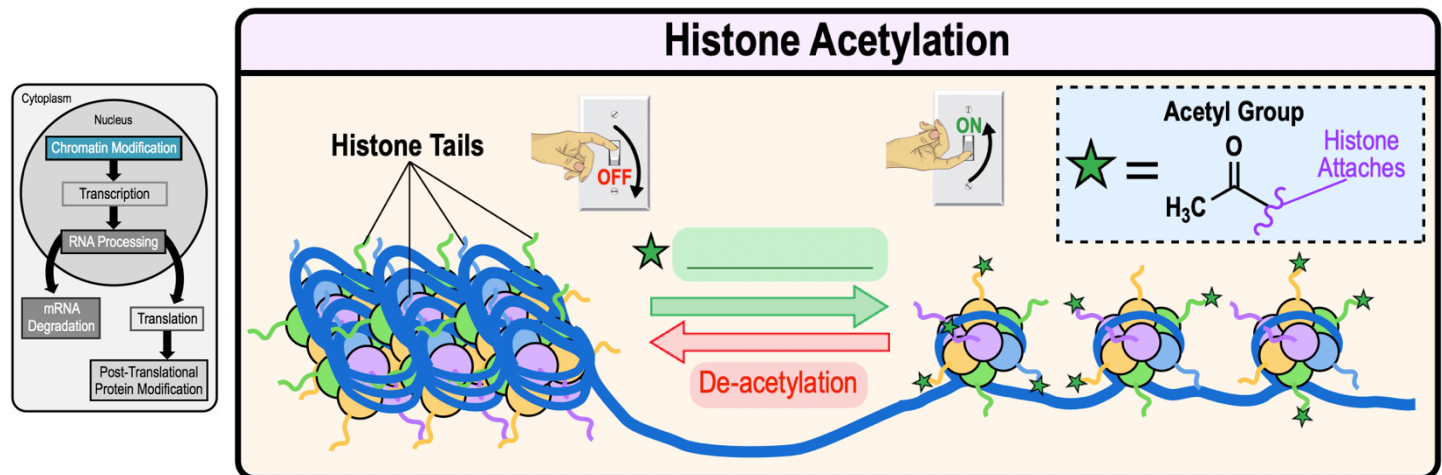 Histone Acetylation
Cytoplasm
Nucleus
Chromatin Modification
Transcription
RNA Processing
mRNA
Degradation
Translation
Post-Translational
Protein Modification
Histone Tails
OFF
ON
De-acetylation
Acetyl Group
=
O
H₃C
Histone
Attaches